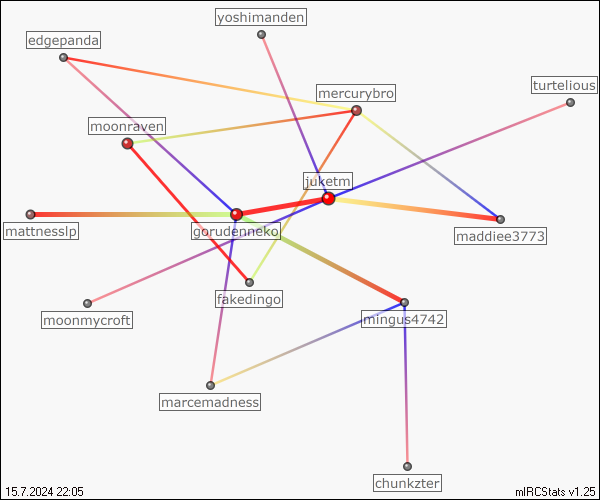 yoshimanden
edgepanda
turtelious
mercurybro
moonraven
juketm
mattnesslp
gorudenneko
maddiee3773
fakedingo
moonmycroft
mingus4742
marcemadness
chunkzter
15.7.2024 22:05
mIRCStats v1.25